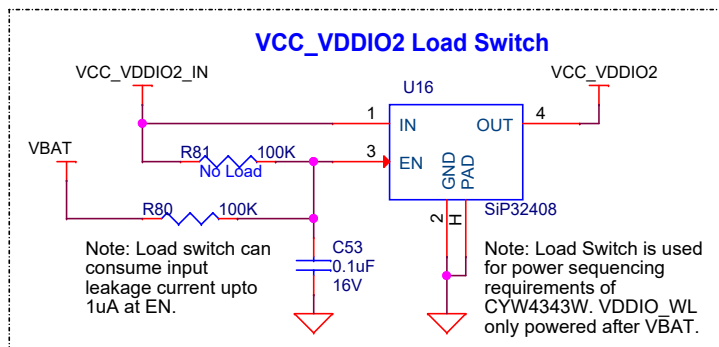 VCC_VDDIO2 Load Switch
VCC_VDDIO2_IN
U16
VCC_VDDIO2
1
IN
OUT
4
VBAT
R81
100K
No Load
3
EN
GND
PAD
R80
100K
2
H
SiP32408
Note: Load switch can
consume input
leakage current upto
1uA at EN.
C53
0.1uF
16V
Note: Load Switch is used
for power sequencing
requirements of
CYW4343W. VDDIO_WL
only powered after VBAT.